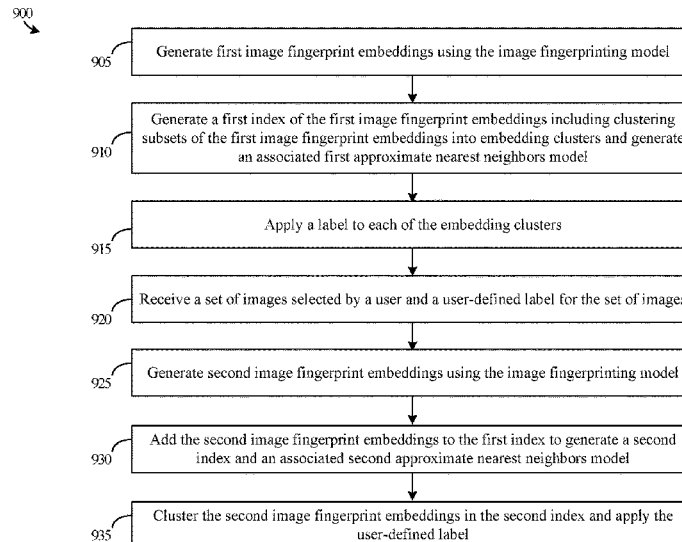 900
905
Generate first image fingerprint embeddings using the image fingerprinting model
910
Generate a first index of the first image fingerprint embeddings including clustering
subsets of the first image fingerprint embeddings into embedding clusters and generate
an associated first approximate nearest neighbors model
915
Apply a label to each of the embedding clusters
920
Receive a set of images selected by a user and a user-defined label for the set of images
925
Generate second image fingerprint embeddings using the image fingerprinting model
930
Add the second image fingerprint embeddings to the first index to generate a second
index and an associated second approximate nearest neighbors model
935
Cluster the second image fingerprint embeddings in the second index and apply the
user-defined label